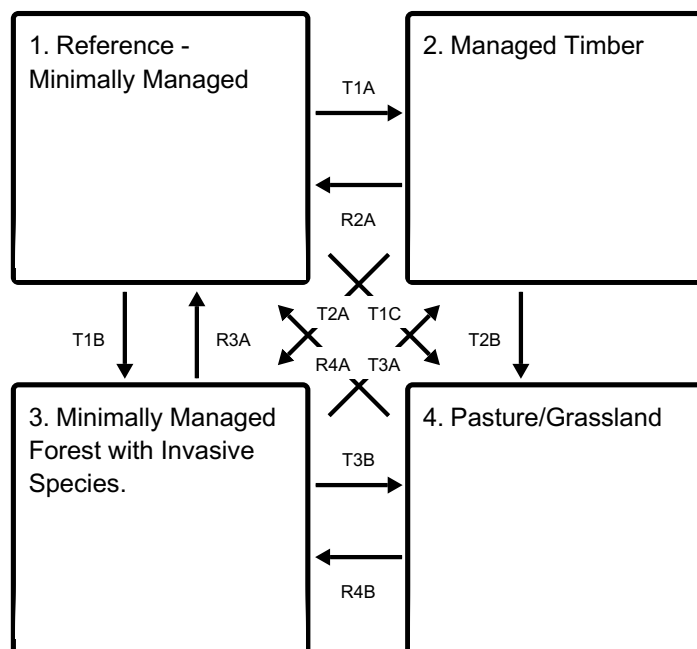 1. Reference -
Minimally Managed
2. Managed Timber
T1A
R2A
T1B
R3A
T2A
T1C
T2B
R4A
T3A
3. Minimally Managed
Forest with Invasive
Species.
4. Pasture/Grassland
T3B
R4B